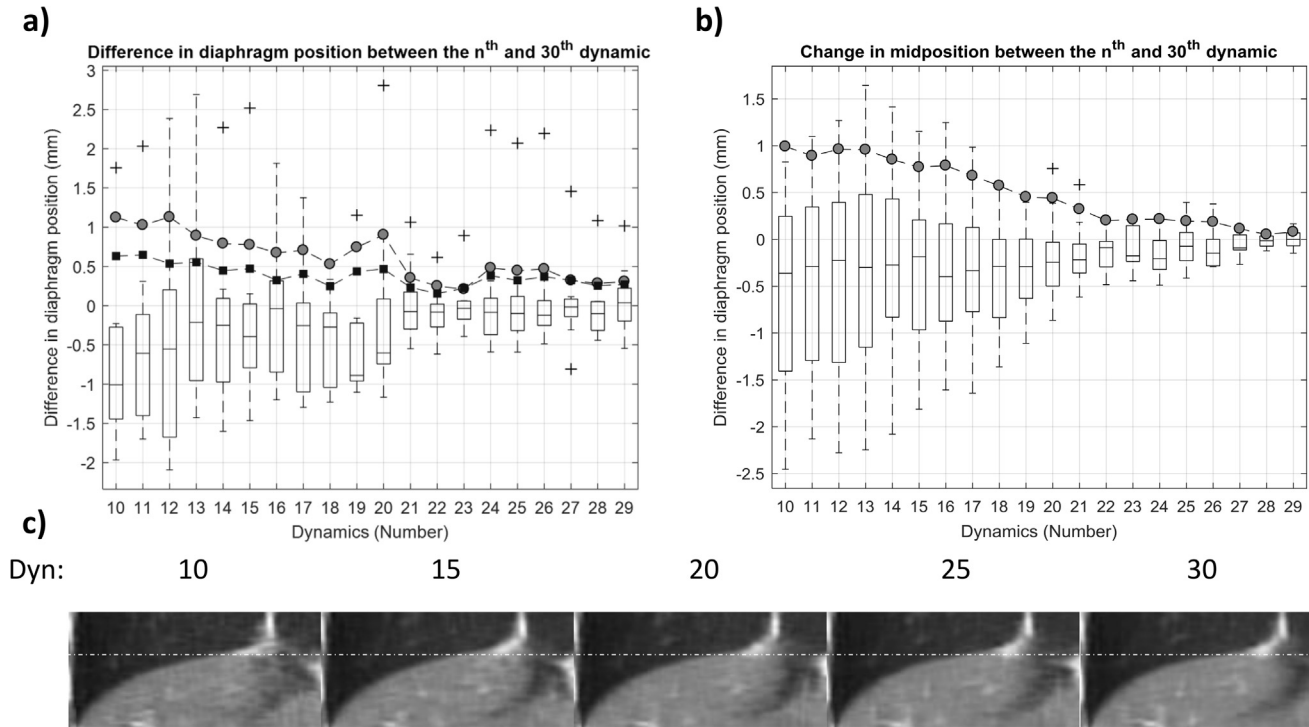 a)
Difference in diaphragm position between the nth and 30th dynamic
Difference in diaphragm position (mm)
3
2.5
2
1.5
1
0.5
0
-0.5
-1
-1.5
-2
10 11 12 13 14 15 16 17 18 19 20 21 22 23 24 25 26 27 28 29
Dynamics (Number)
b)
Change in midposition between the nth and 30th dynamic
Difference in diaphragm position (mm)
1.5
1
0.5
0
-0.5
-1
-1.5
-2
-2.5
10 11 12 13 14 15 16 17 18 19 20 21 22 23 24 25 26 27 28 29
Dynamics (Number)
c)
Dyn: 10 15 20 25 30